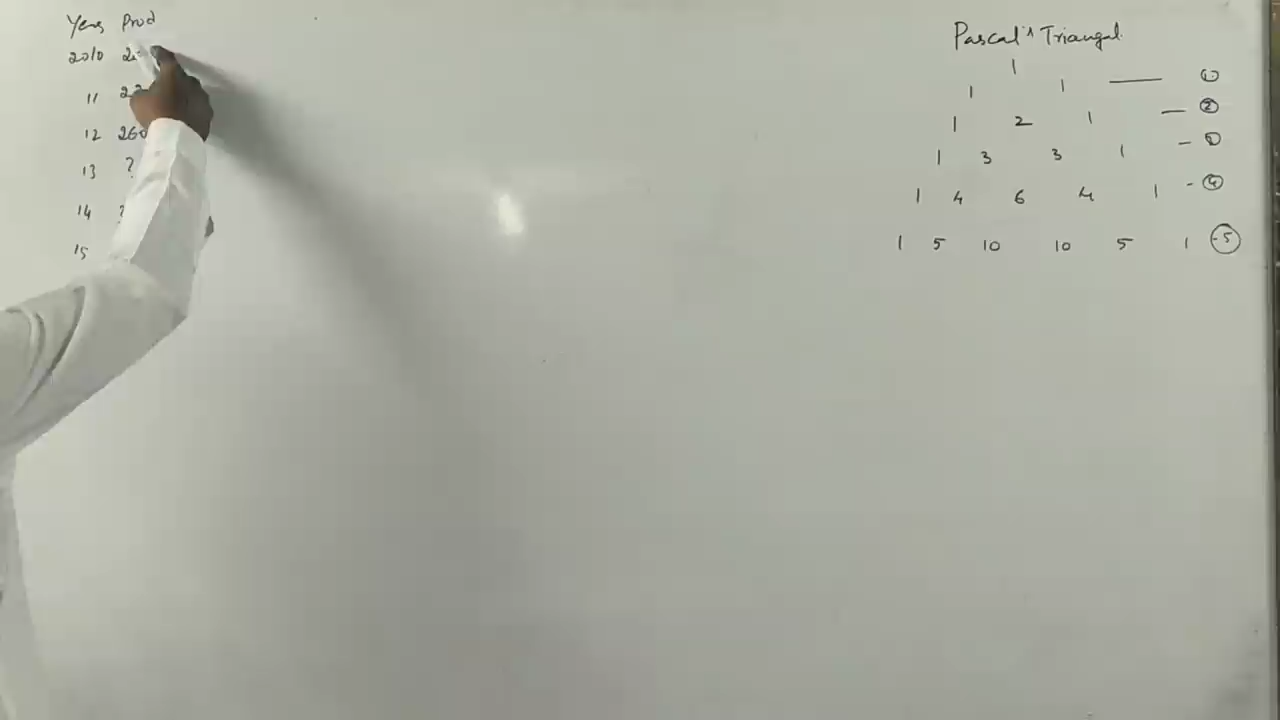 Years Prod
2010
11
12 260
13 ?
14
15
Pascal's Triangal
1
1 1 — 1
1 2 1 — 2
1 3 3 1 -
1 4 6 4 1 - 4
1 5 10 10 5 1 - 5